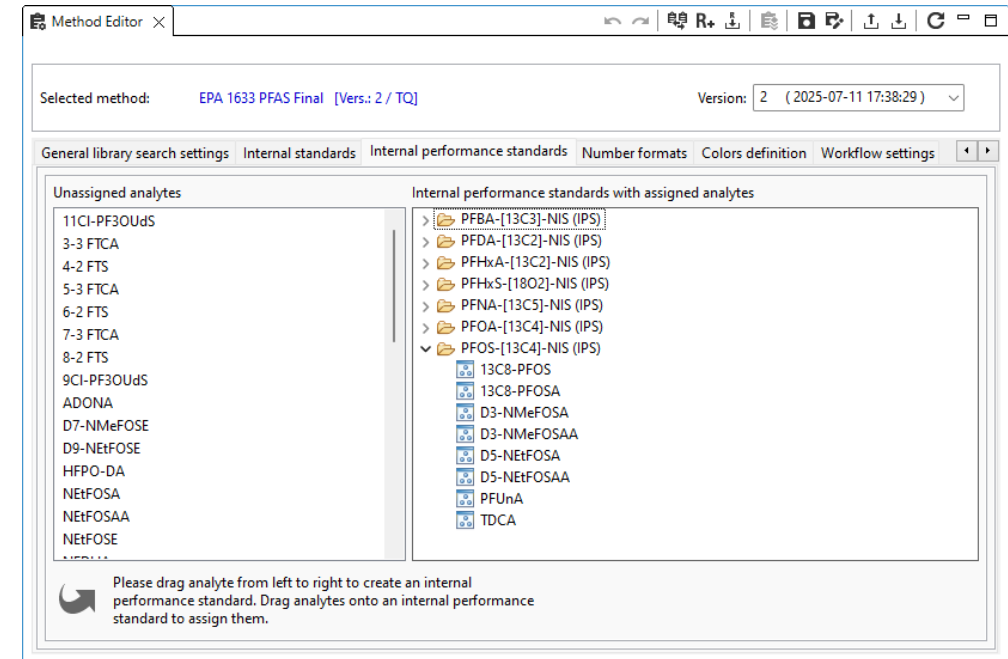 Method Editor
R+
Selected method: EPA 1633 PFAS Final [Vers.: 2 / TQ] Version: 2 ( 2025-07-11 17:38:29 )
General library search settings Internal standards Internal performance standards Number formats Colors definition Workflow settings
Unassigned analytes
11Cl-PF3OUdS
3-3 FTCA
4-2 FTS
5-3 FTCA
6-2 FTS
7-3 FTCA
8-2 FTS
9Cl-PF3OUdS
ADONA
D7-NMeFOSE
D9-NEtFOSE
HFPO-DA
NEtFOSA
NEtFOSAA
NEtFOSE
Internal performance standards with assigned analytes
PFBA-[13C3]-NIS (IPS)
PFDA-[13C2]-NIS (IPS)
PFHxA-[13C2]-NIS (IPS)
PFHxS-[18O2]-NIS (IPS)
PFNA-[13C5]-NIS (IPS)
PFOA-[13C4]-NIS (IPS)
PFOS-[13C4]-NIS (IPS)
13C8-PFOS
13C8-PFOSA
D3-NMeFOSA
D3-NMeFOSAA
D5-NEtFOSA
D5-NEtFOSAA
PFUnA
TDCA
Please drag analyte from left to right to create an internal
performance standard. Drag analytes onto an internal performance
standard to assign them.